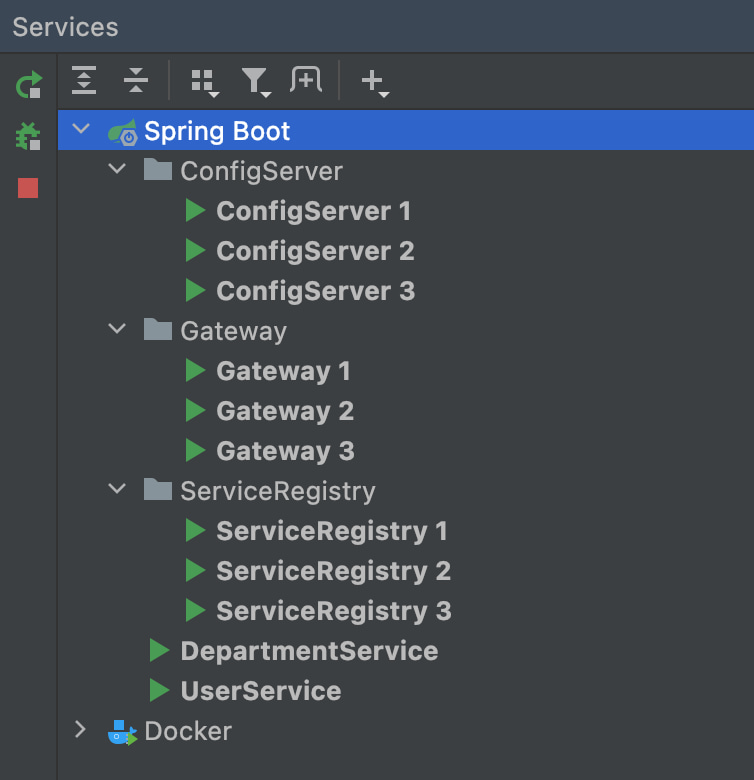 Services
Spring Boot
ConfigServer
ConfigServer 1
ConfigServer 2
ConfigServer 3
Gateway
Gateway 1
Gateway 2
Gateway 3
ServiceRegistry
ServiceRegistry 1
ServiceRegistry 2
ServiceRegistry 3
DepartmentService
UserService
Docker